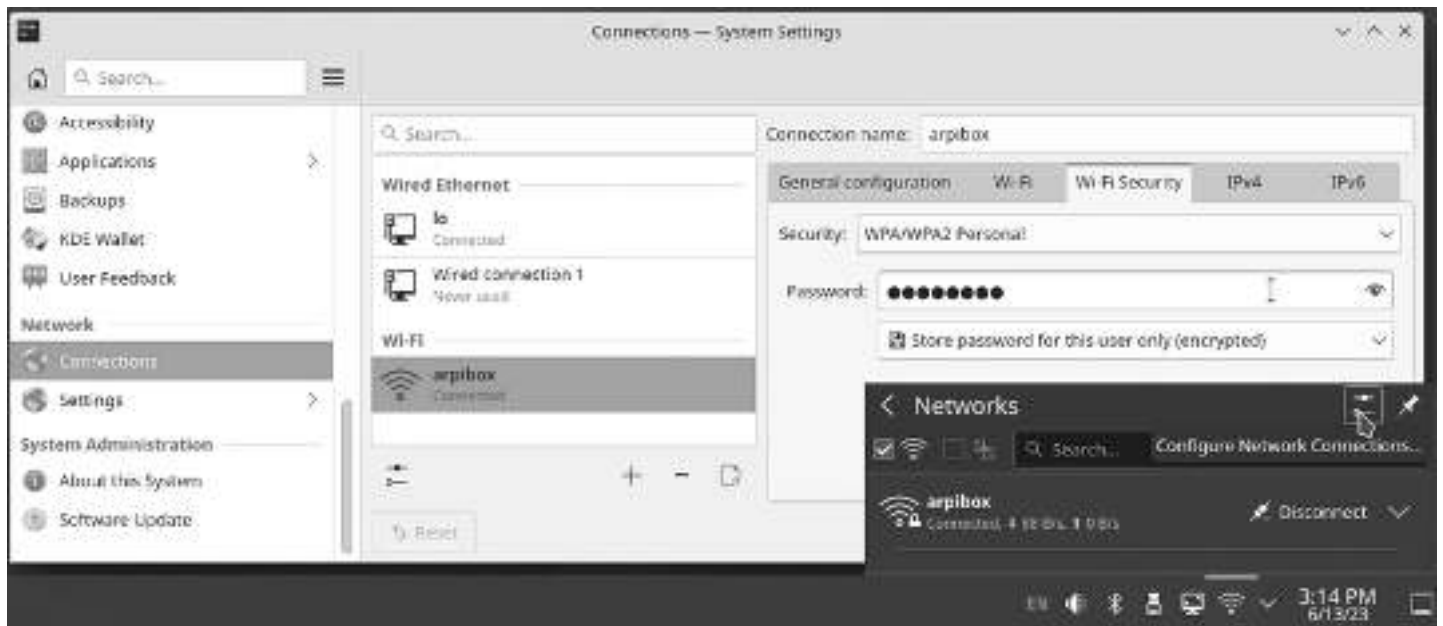 Connections — System Settings
Search...
Accessibility
Applications
Backups
KDE Wallet
User Feedback
Network
Connections
Settings
System Administration
About this System
Software Update
Search...
Wired Ethernet
lo
Connected
Wired connection 1
Never used
Wi-Fi
arpibox
Connected
Reset
Connection name: arpibox
General configuration Wi-Fi Wi-Fi Security IPv4 IPv6
Security: WPA/WPA2 Personal
Password: ●●●●●●●●
Store password for this user only (encrypted)
Networks
Search... Configure Network Connections...
arpibox
Connected,
Disconnect
EN
3:14 PM
6/13/23